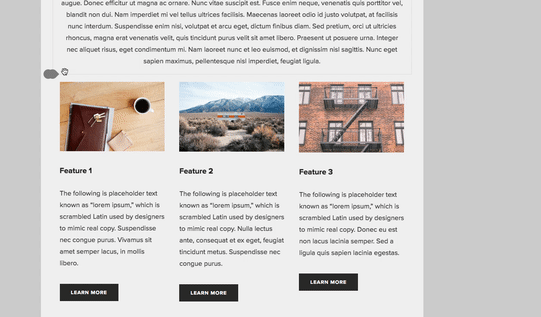 augue. Donec efficitur ut magna ac ornare. Nunc vitae suscipit est. Fusce enim neque, venenatis quis porttitor vel,
blandit non dui. Nam imperdiet mi vel tellus ultrices facilisis. Maecenas laoreet odio id justo volutpat, at facilisis
nunc interdum. Suspendisse enim nisl, volutpat et arcu eget, dictum finibus diam. Sed pretium, orci ut ultricies
rhoncus, magna erat venenatis velit, quis tincidunt purus velit sit amet libero. Praesent ut posuere urna. Integer
nec aliquet risus, eget condimentum mi. Nam laoreet nunc et leo euismod, et dignissim nisl sagittis. Nunc eget
sapien maximus, pellentesque nisl imperdiet, feugiat ligula.
Feature 1
The following is placeholder text
known as “lorem ipsum,” which is
scrambled Latin used by designers
to mimic real copy. Suspendisse
nec congue purus. Vivamus sit
amet semper lacus, in mollis
libero.
LEARN MORE
Feature 2
The following is placeholder text
known as “lorem ipsum,” which is
scrambled Latin used by designers
to mimic real copy. Nulla lectus
ante, consequat et ex eget, feugiat
tincidunt metus. Suspendisse nec
congue purus.
LEARN MORE
Feature 3
The following is placeholder text
known as “lorem ipsum,” which is
scrambled Latin used by designers
to mimic real copy. Donec eu est
non lacus lacinia semper. Sed a
ligula quis sapien lacinia egestas.
LEARN MORE